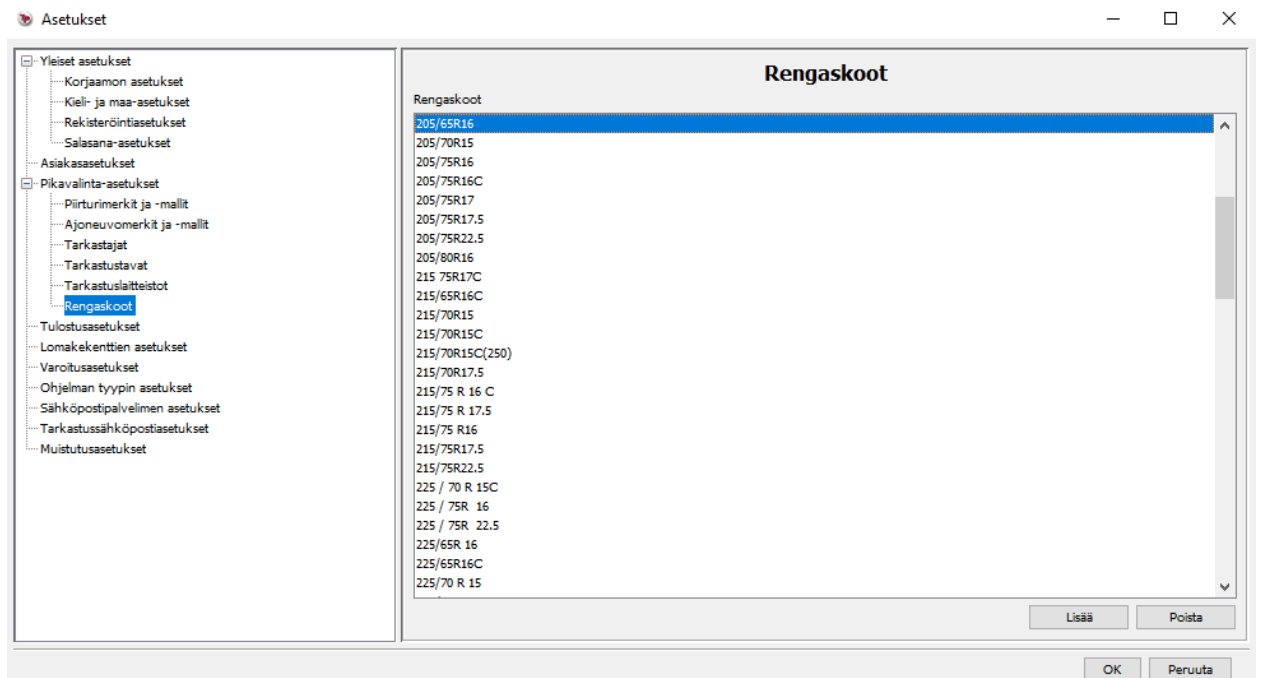 Asetukset
Yleiset asetukset
Korjaamon asetukset
Kieli- ja maa-asetukset
Rekisteröintiasetukset
Salasana-asetukset
Asiakasasetukset
Pikavalinta-asetukset
Piirturimerkit ja -mallit
Ajoneuvomerkit ja -mallit
Tarkastajat
Tarkastustavat
Tarkastuslaitteistot
Rengaskoot
Tulostusasetukset
Lomakekenttien asetukset
Varoitusasetukset
Ohjelman tyypin asetukset
Sähköpostipalvelimen asetukset
Tarkastussähköpostiasetukset
Muistutusasetukset
Rengaskoot
Rengaskoot
205/65R16
205/70R15
205/75R16
205/75R16C
205/75R17
205/75R17.5
205/75R22.5
205/80R16
215 75R17C
215/65R16C
215/70R15
215/70R15C
215/70R15C(250)
215/70R17.5
215/75 R 16 C
215/75 R 17.5
215/75 R16
215/75R17.5
215/75R22.5
225 / 70 R 15C
225 / 75R  16
225 / 75R  22.5
225/65R 16
225/65R16C
225/70 R 15
Lisää
Poista
OK
Peruuta